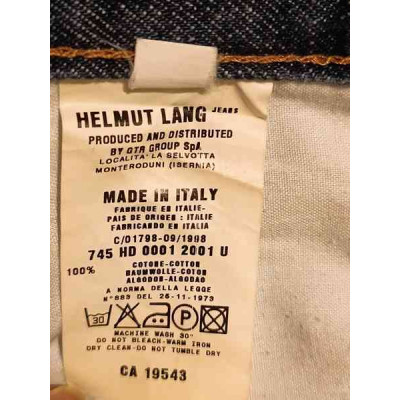 HELMUT LANG JEANS
PRODUCED AND DISTRIBUTED
BY GTR GROUP SpA
LOCALITA' LA SELVOTTA
MONTERODUNI (ISERNIA)
MADE IN ITALY
FABRIQUE EN ITALIE-
PAIS DE ORIGEN : ITALIE
FABRICANDO EN ITALIA
C/01798-09/1998
745 HD 0001 2001 U
100%
COTONE-COTTON
BAUMWOLLE-COTON
ALGODON-ALGODAO
A NORMA DELLA LEGGE
N°883 DEL 26-11-1973
30 P
MACHINE WASH 30°
DO NOT BLEACH-WARM IRON
DRY CLEAN-DO NOT TUMBLE DRY
CA 19543